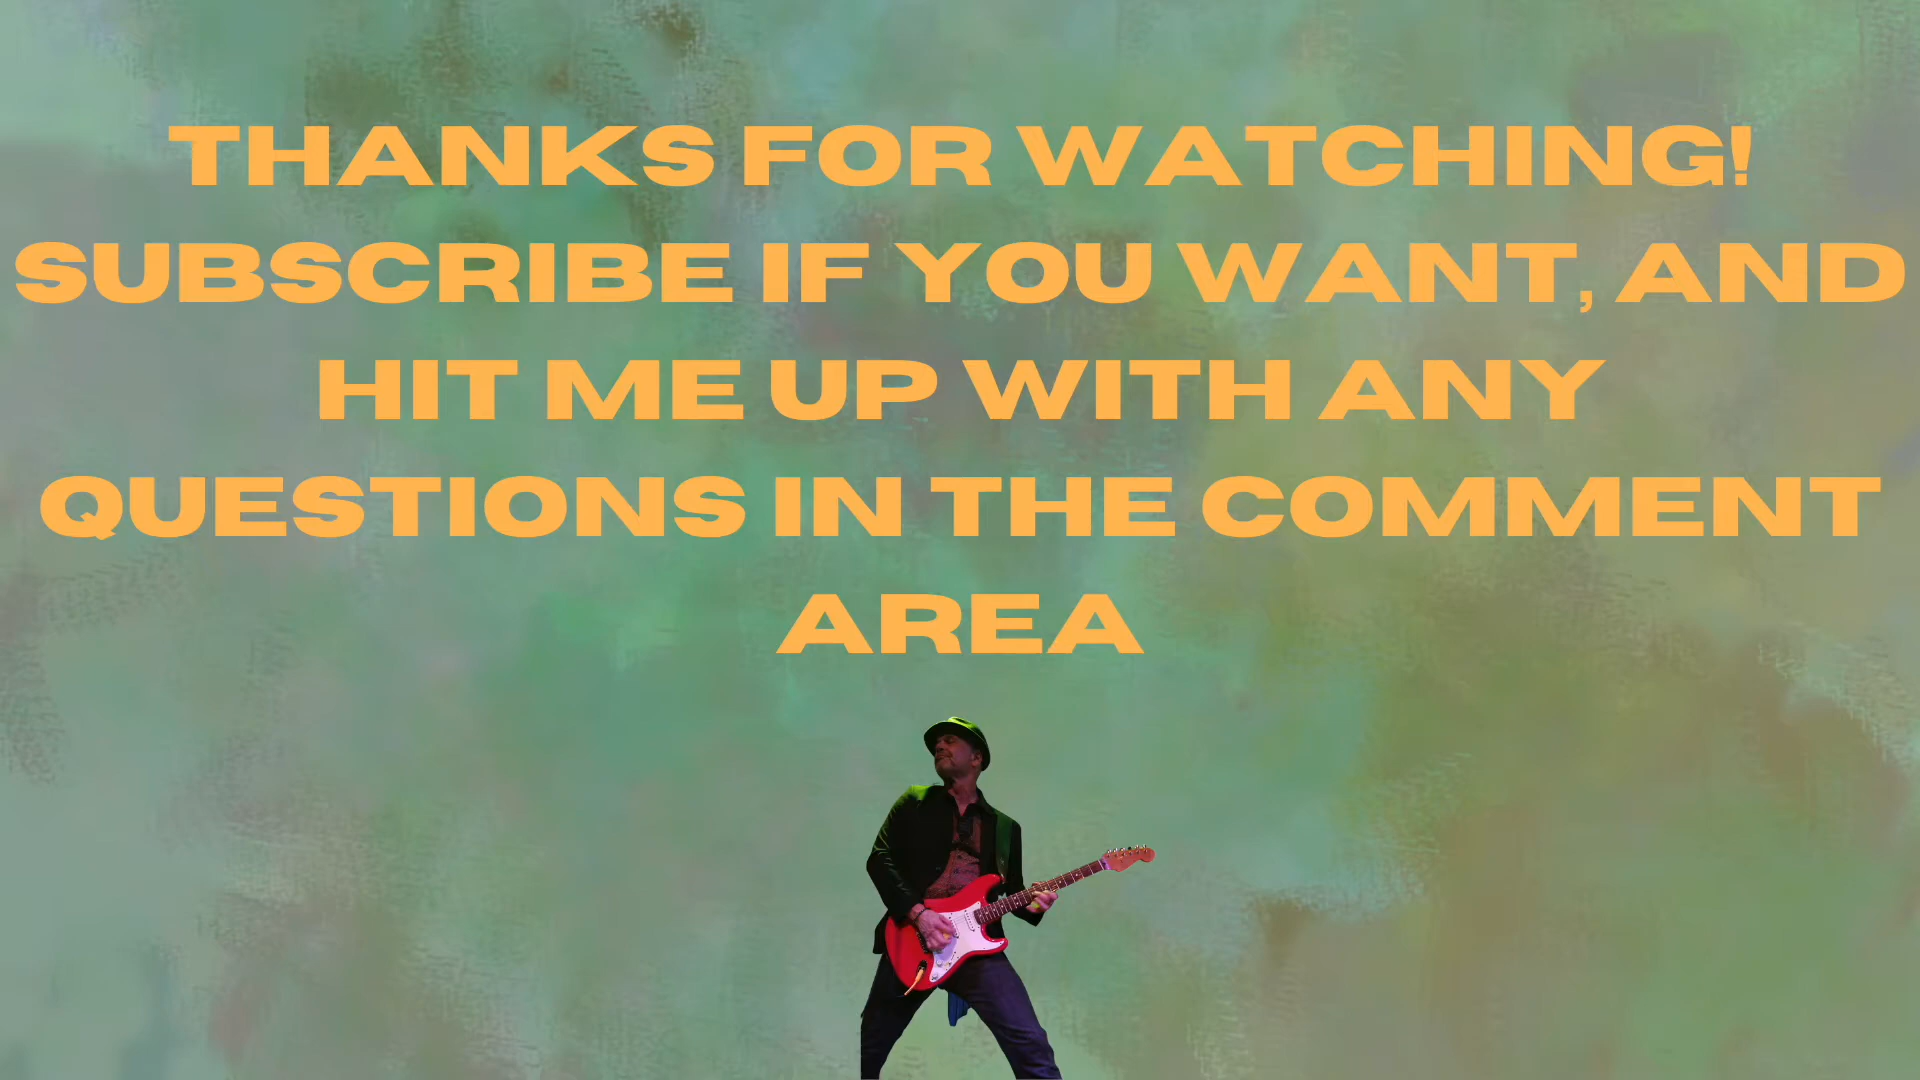 THANKS FOR WATCHING!
SUBSCRIBE IF YOU WANT, AND
HIT ME UP WITH ANY
QUESTIONS IN THE COMMENT
AREA